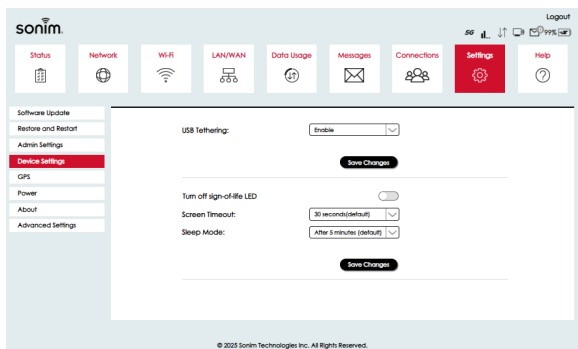 Logout
sonim.
5G 99%
Status Network Wi-Fi LAN/WAN Data Usage Messages Connections Settings Help
Software Update
Restore and Restart
Admin Settings
Device Settings
GPS
Power
About
Advanced Settings
USB Tethering: Enable
Save Changes
Turn off sign-of-life LED
Screen Timeout: 30 seconds(default)
Sleep Mode: After 5 minutes (default)
Save Changes
© 2025 Sonim Technologies Inc. All Rights Reserved.